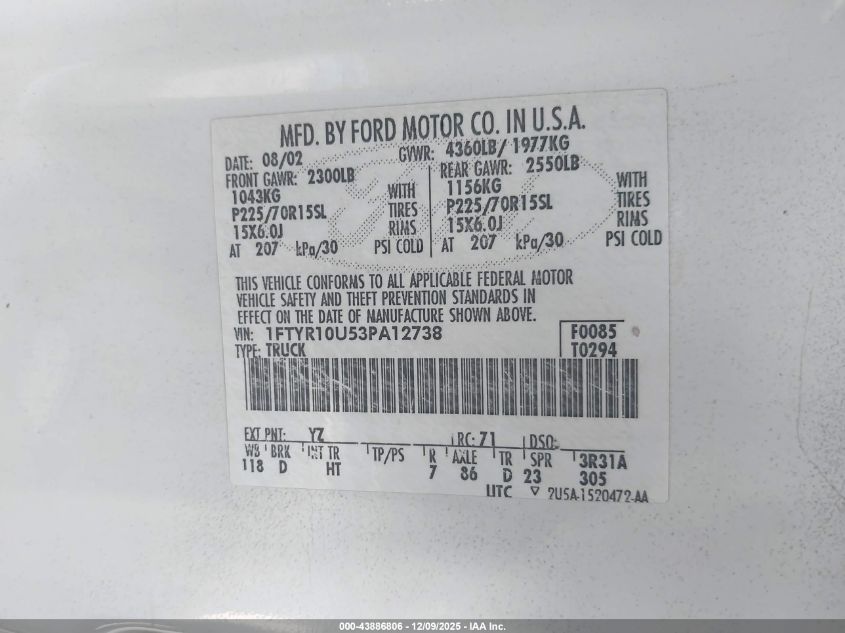 MFD. BY FORD MOTOR CO. IN U.S.A.
DATE: 08/02 GVWR: 4360LB/ 1977KG
FRONT GAWR: 2300LB REAR GAWR: 2550LB
1043KG WITH 1156KG WITH
P225/70R15SL TIRES P225/70R15SL TIRES
15X6.0J RIMS 15X6.0J RIMS
AT 207 kPa/30 PSI COLD AT 207 kPa/30 PSI COLD
THIS VEHICLE CONFORMS TO ALL APPLICABLE FEDERAL MOTOR
VEHICLE SAFETY AND THEFT PREVENTION STANDARDS IN
EFFECT ON THE DATE OF MANUFACTURE SHOWN ABOVE.
VIN: 1FTYR10U53PA12738 F0085
TYPE: TRUCK T0294
EXT PNT: YZ RC: 71 DSO:
WB BRK INT TR TP/PS R AXLE TR SPR 3R31A
118 D HT 7 86 D 23 305
UTC ▽ 2U5A-1520472-AA
000-43886806 - 12/09/2025 - IAA Inc.